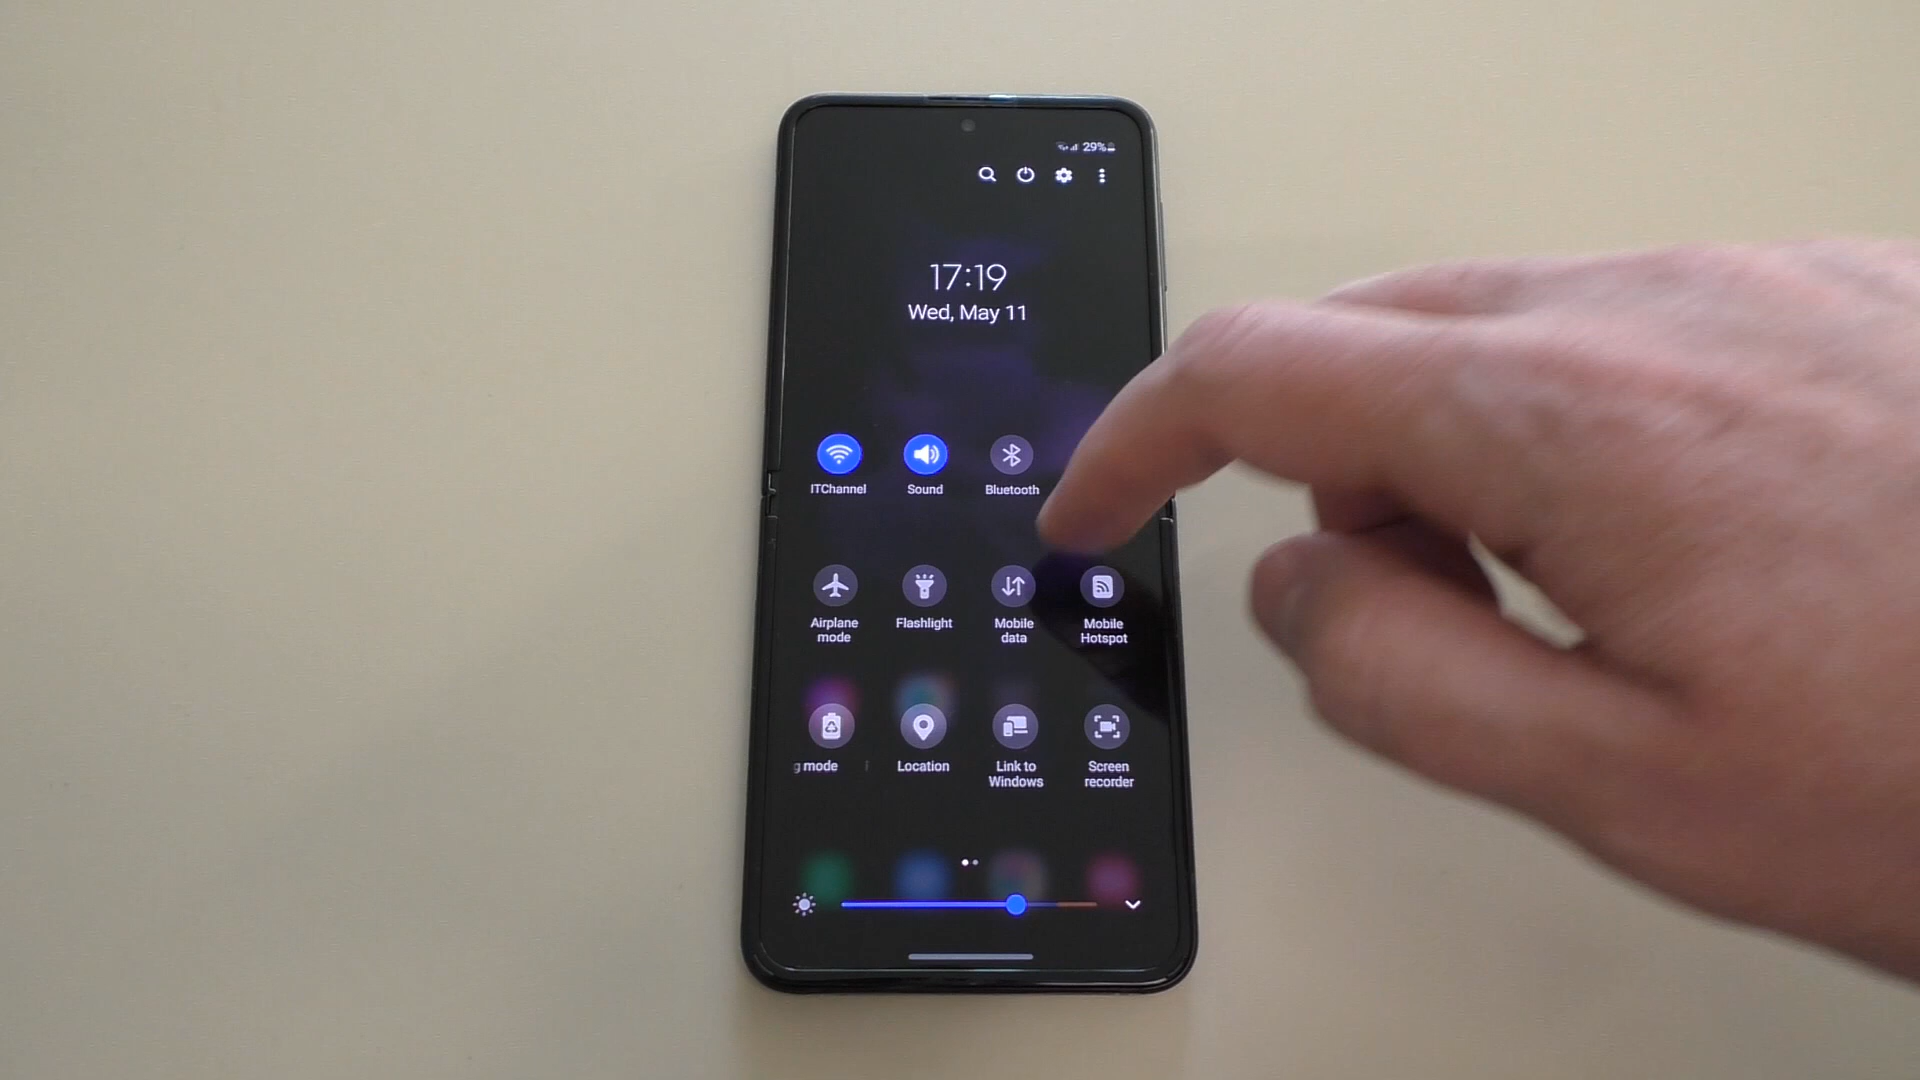 29%
17:19
Wed, May 11
ITChannel
Sound
Bluetooth
Airplane
mode
Flashlight
Mobile
data
Mobile
Hotspot
g mode
Location
Link to
Windows
Screen
recorder